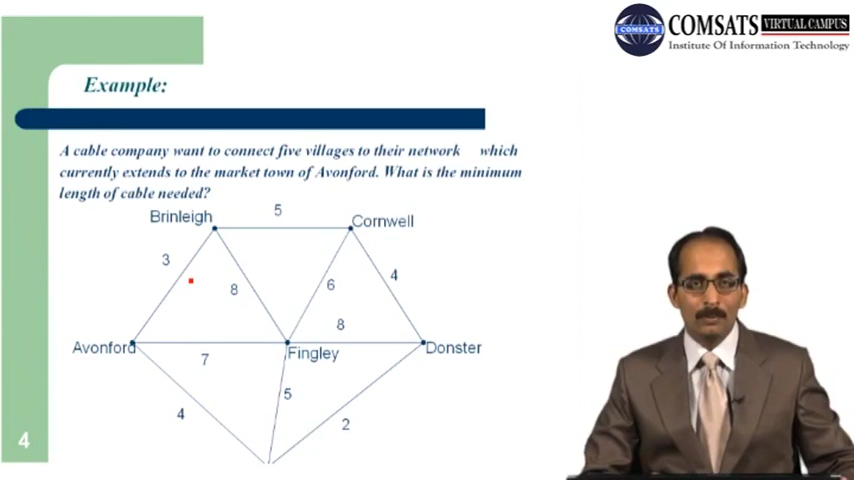 COMSATS VIRTUAL CAMPUS
COMSATS
Institute Of Information Technology
Example:
A cable company want to connect five villages to their network which
currently extends to the market town of Avonford. What is the minimum
length of cable needed?
Brinleigh
5
Cornwell
3
8
6
4
8
Avonford
Fingley
Donster
7
5
4
2
4